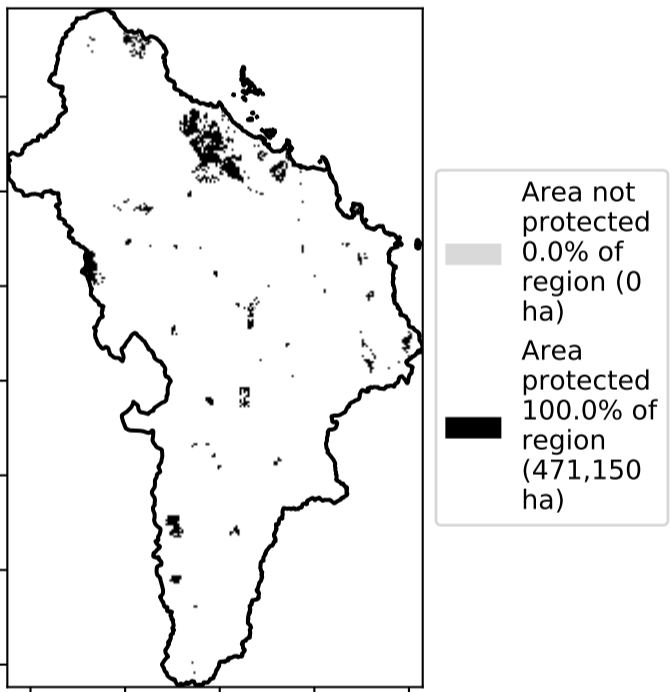 Area not
protected
0.0% of
region (0
ha)
Area
protected
100.0% of
region
(471,150
ha)